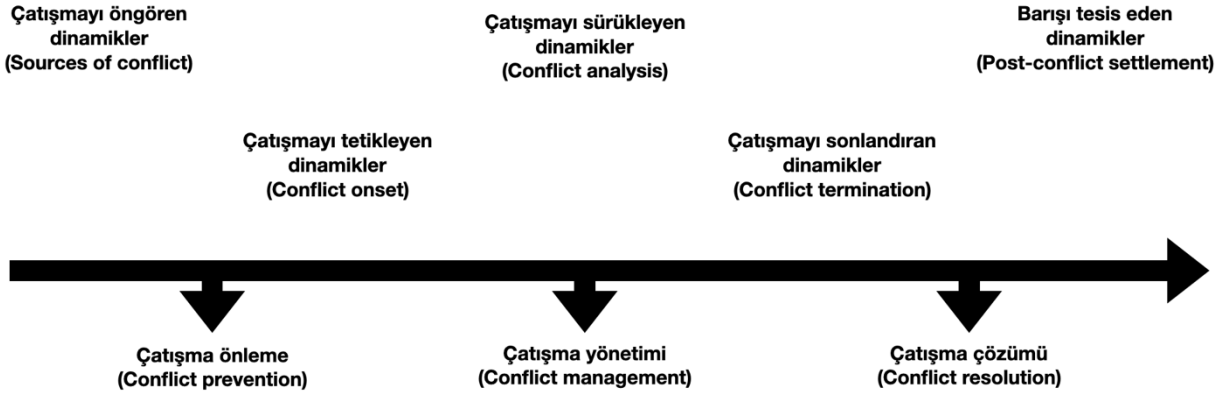 Çatışmayı öngören
dinamikler
(Sources of conflict)
Çatışmayı tetikleyen
dinamikler
(Conflict onset)
Çatışmayı sürükleyen
dinamikler
(Conflict analysis)
Çatışmayı sonlandıran
dinamikler
(Conflict termination)
Barışı tesis eden
dinamikler
(Post-conflict settlement)
Çatışma önleme
(Conflict prevention)
Çatışma yönetimi
(Conflict management)
Çatışma çözümü
(Conflict resolution)